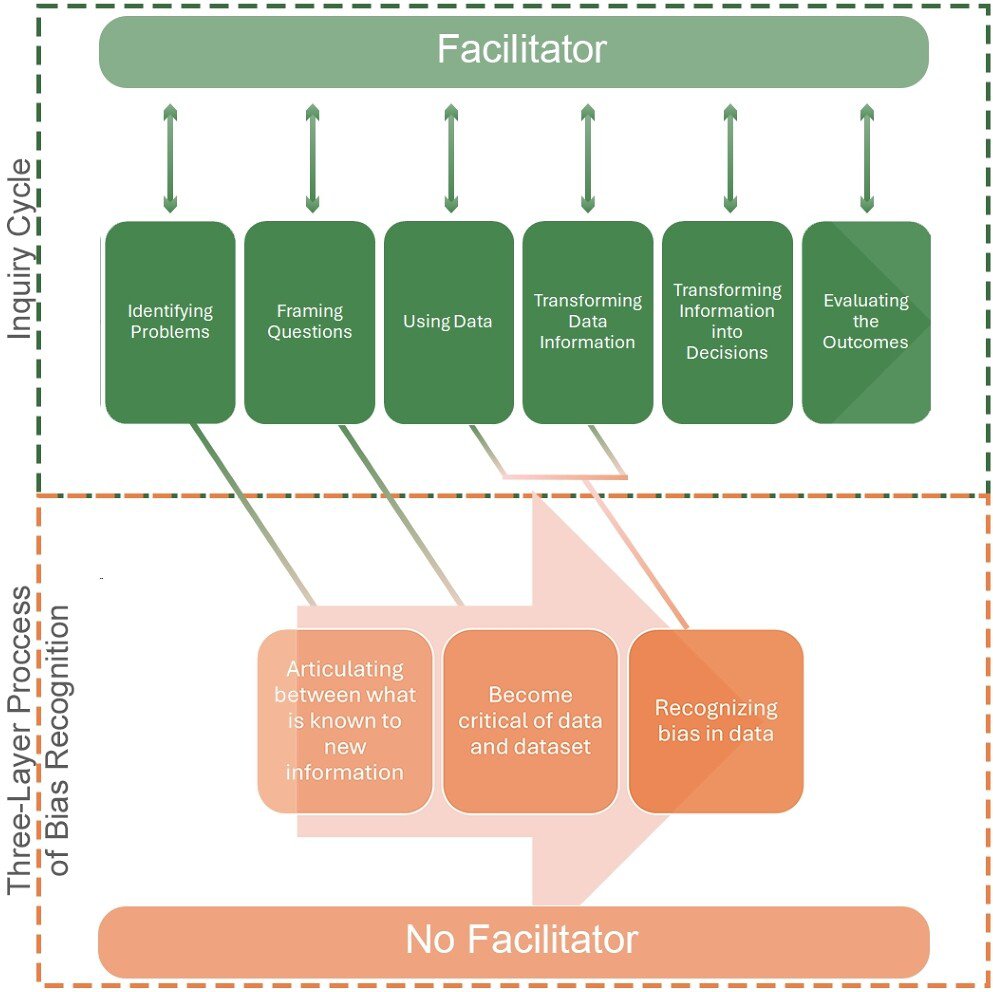 Facilitator
Inquiry Cycle
Identifying
Problems
Framing
Questions
Using Data
Transforming
Data
Information
Transforming
Information
into
Decisions
Evaluating
the
Outcomes
Three-Layer Proccess
of Bias Recognition
Articulating
between what
is known to
new
information
Become
critical of data
and dataset
Recognizing
bias in data
No Facilitator